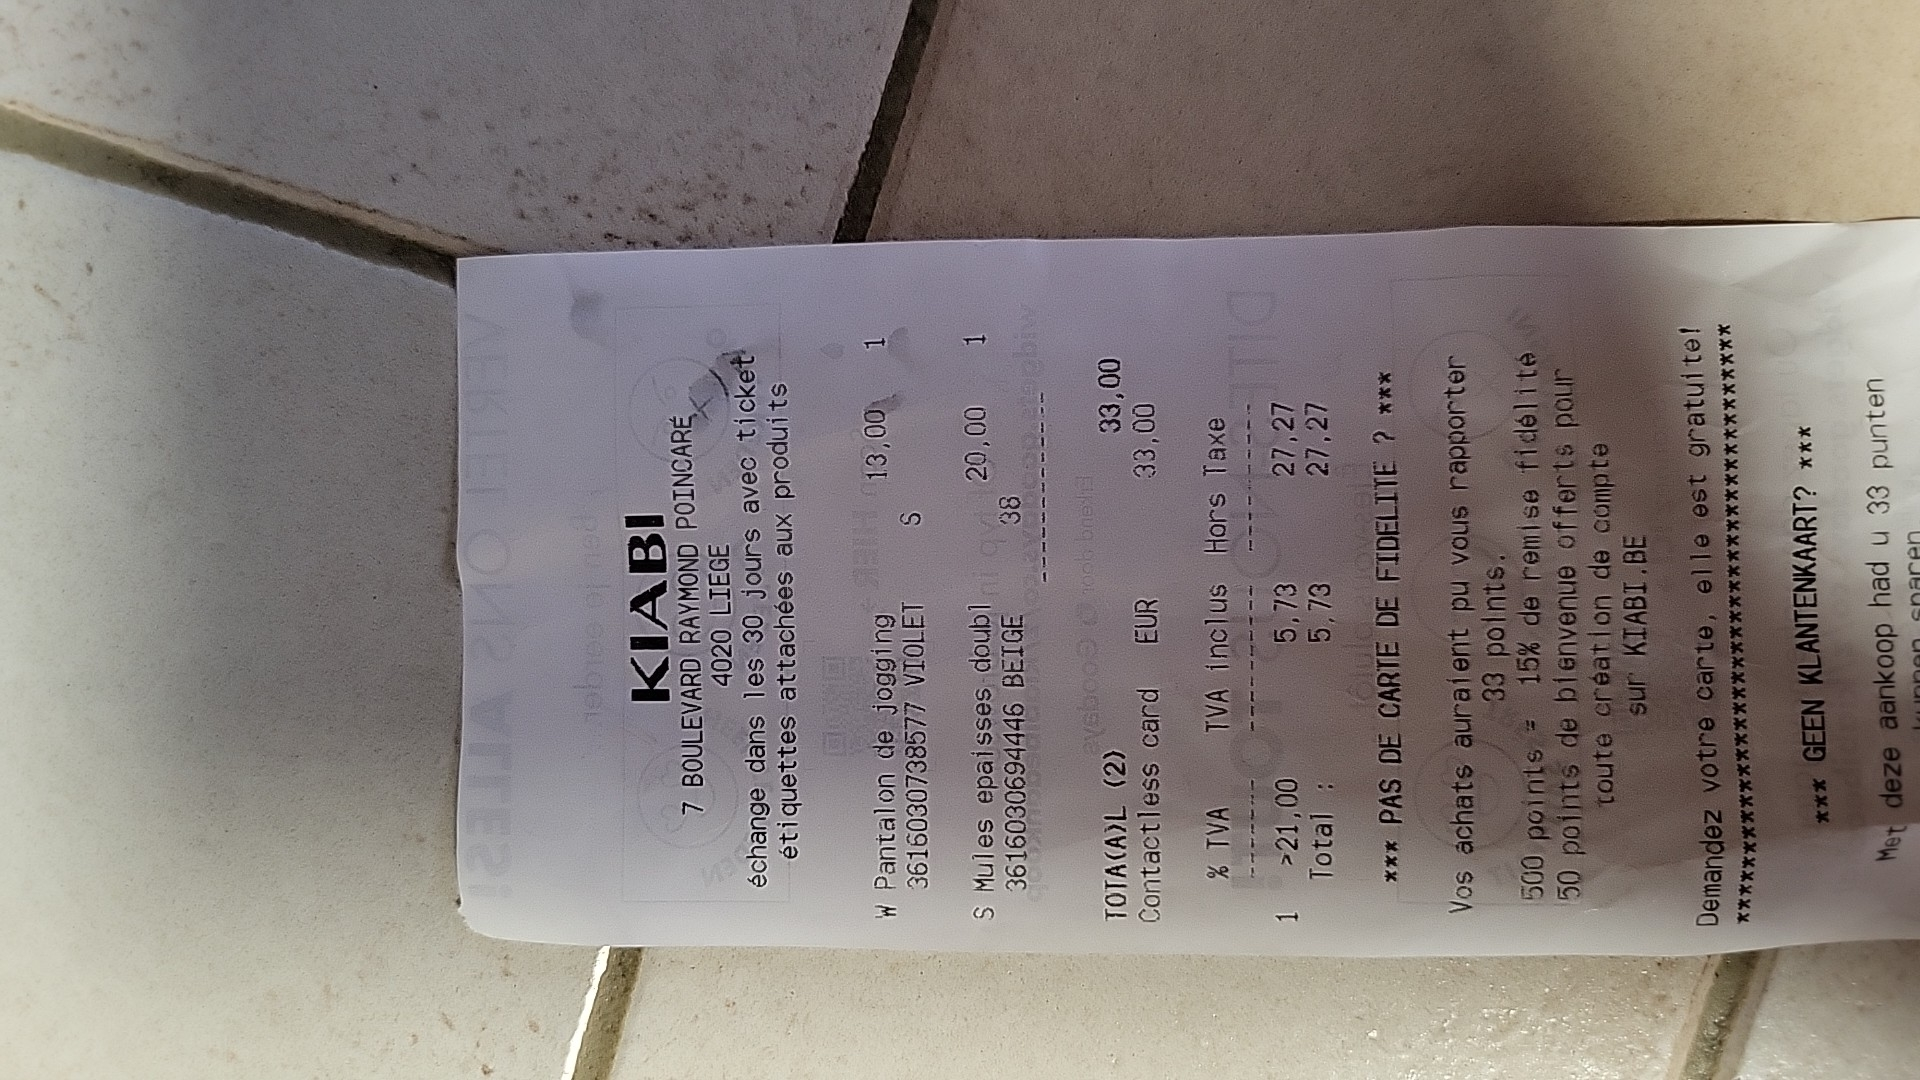 KIABI
7 BOULEVARD RAYMOND POINCARÉ
4020 LIEGE
échange dans les 30 jours avec ticket
étiquettes attachées aux produits
W Pantalon de jogging 13,00 1
3616030738577 VIOLET S
S Mules epaisses doubl 20,00 1
3616030694446 BEIGE 38
--------------------
TOTA(A)L (2) 33,00
Contactless card EUR 33,00
% TVA TVA inclus Hors Taxe
------- --------------- ---------------
1 >21,00 5,73 27,27
Total : 5,73 27,27
*** PAS DE CARTE DE FIDELITE ? ***
Vos achats auraient pu vous rapporter
33 points.
500 points = 15% de remise fidélité
50 points de bienvenue offerts pour
toute création de compte
sur KIABI.BE
Demandez votre carte, elle est gratuite!
******************************************
*** GEEN KLANTENKAART? ***
Met deze aankoop had u 33 punten
kunnen sparen